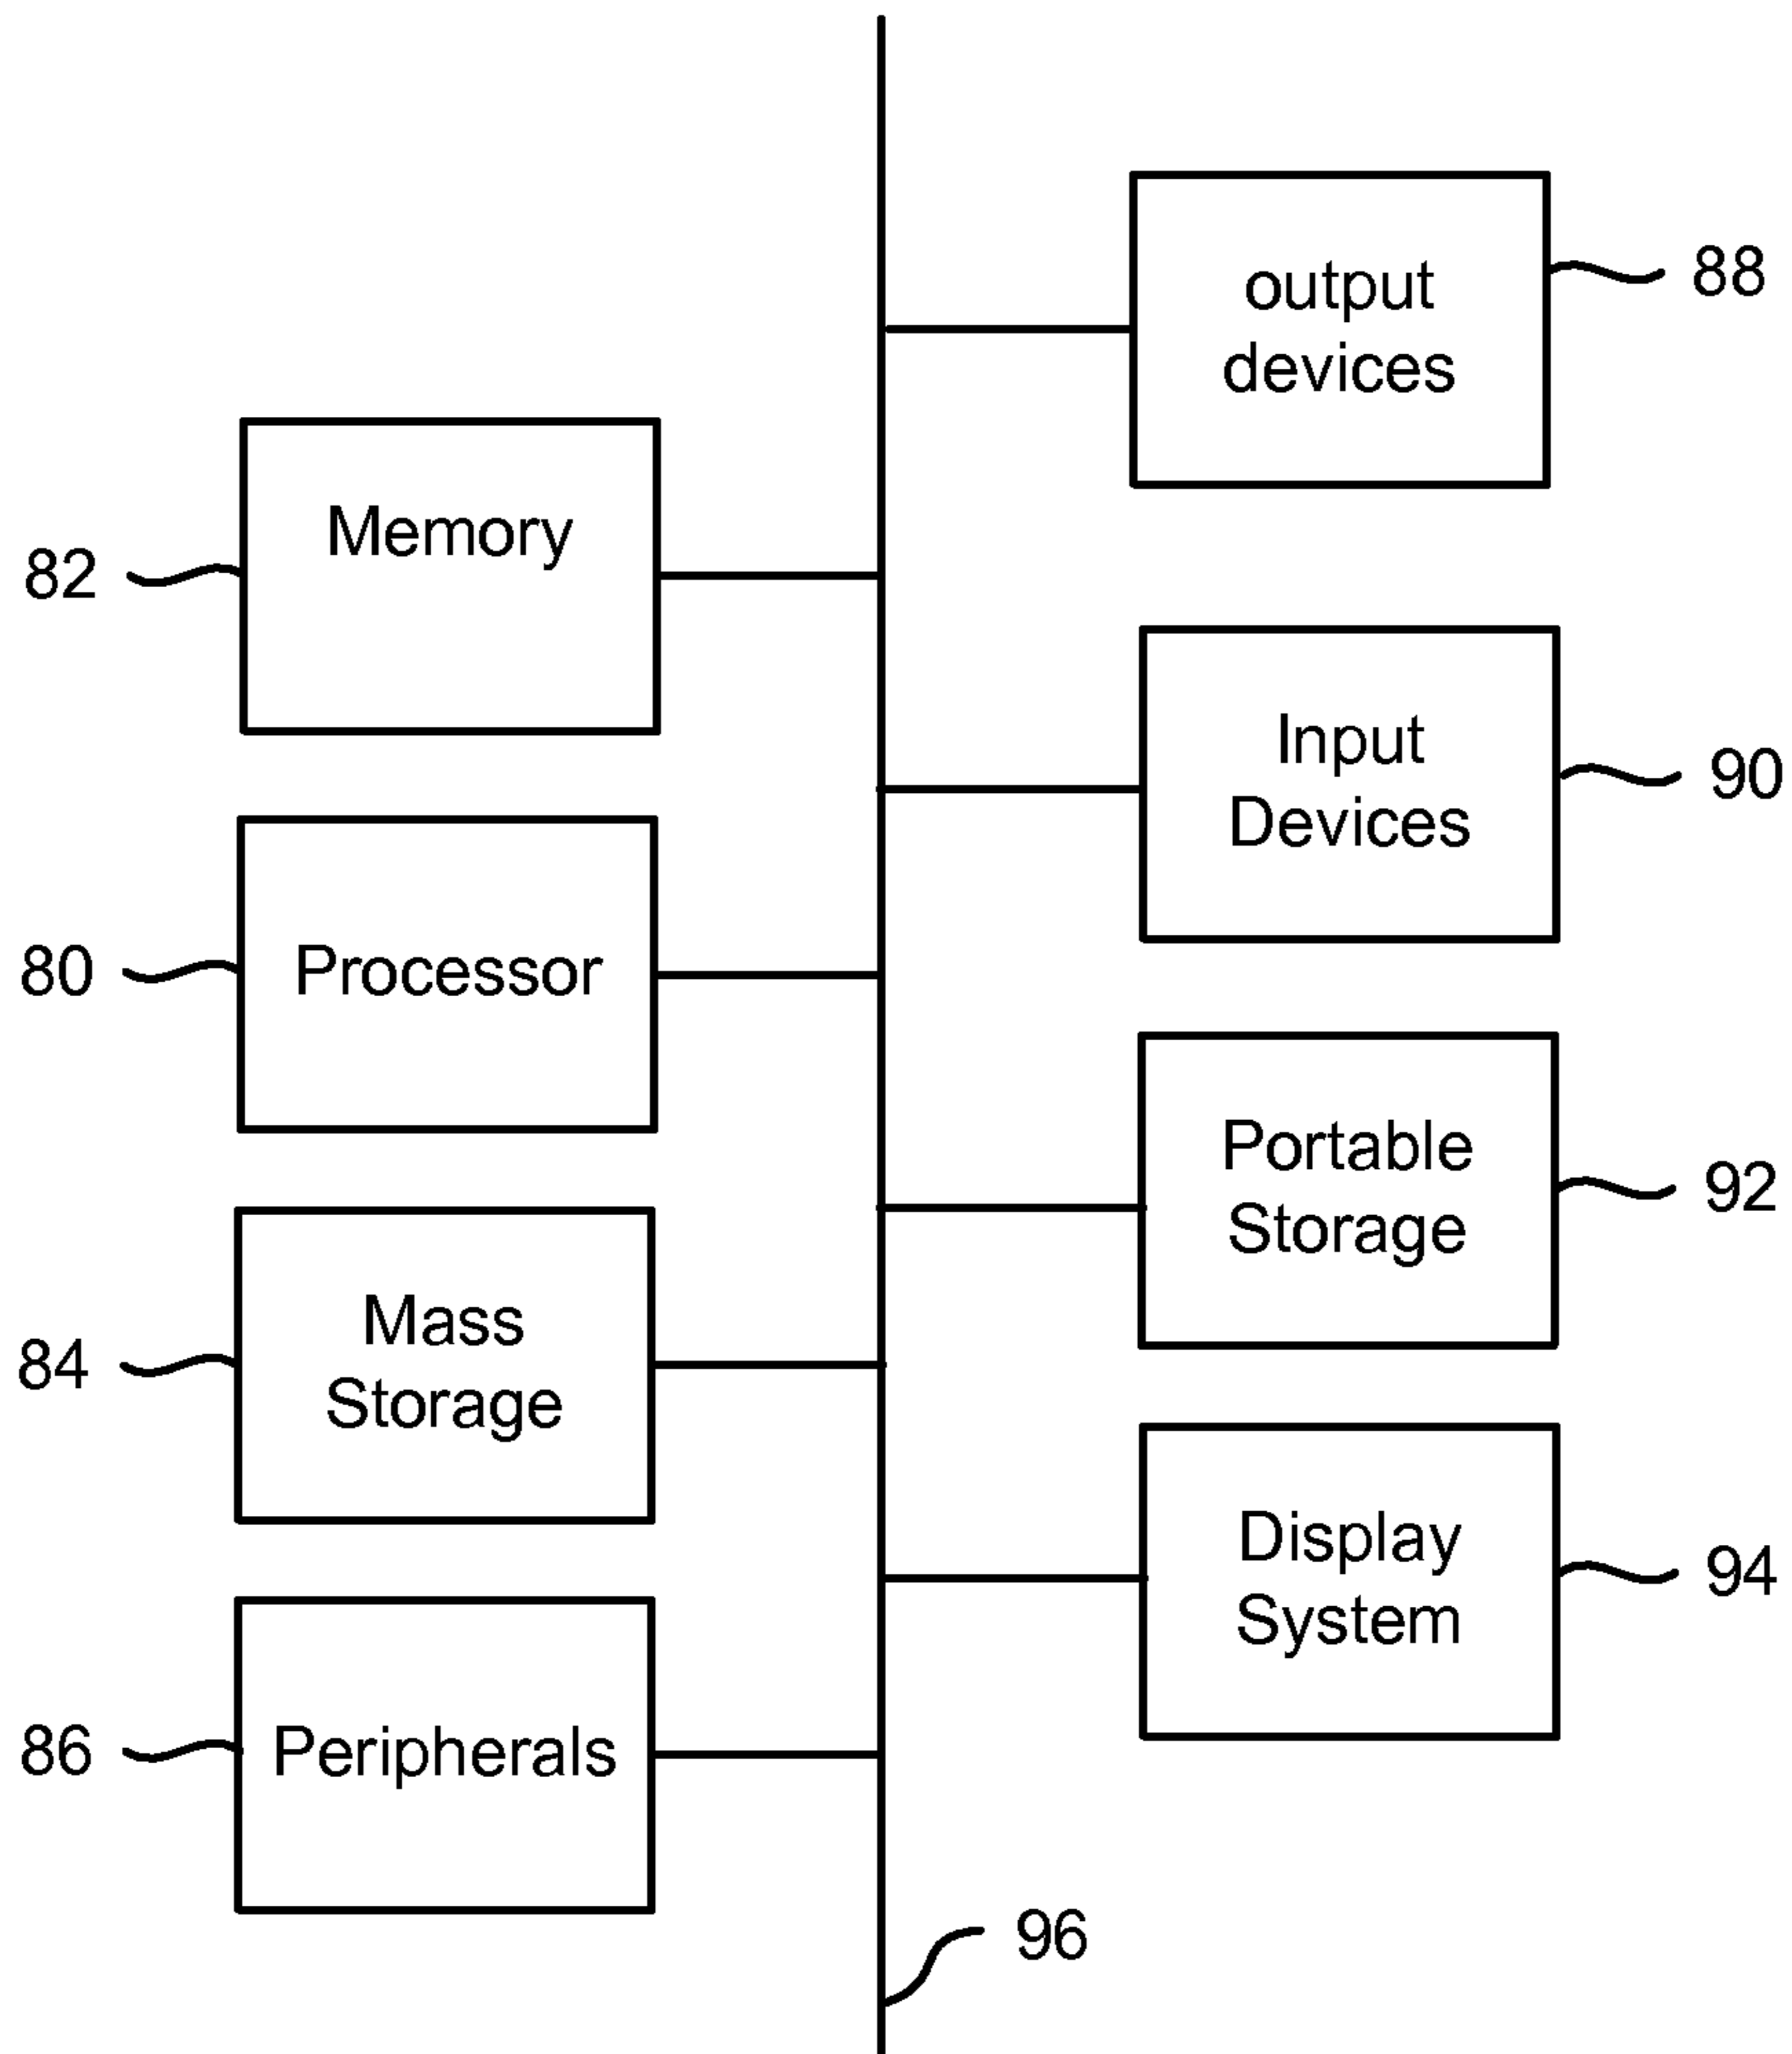 output
devices
88
Memory
82
Input
Devices
90
Processor
80
Portable
Storage
92
Mass
Storage
84
Display
System
94
Peripherals
86
96